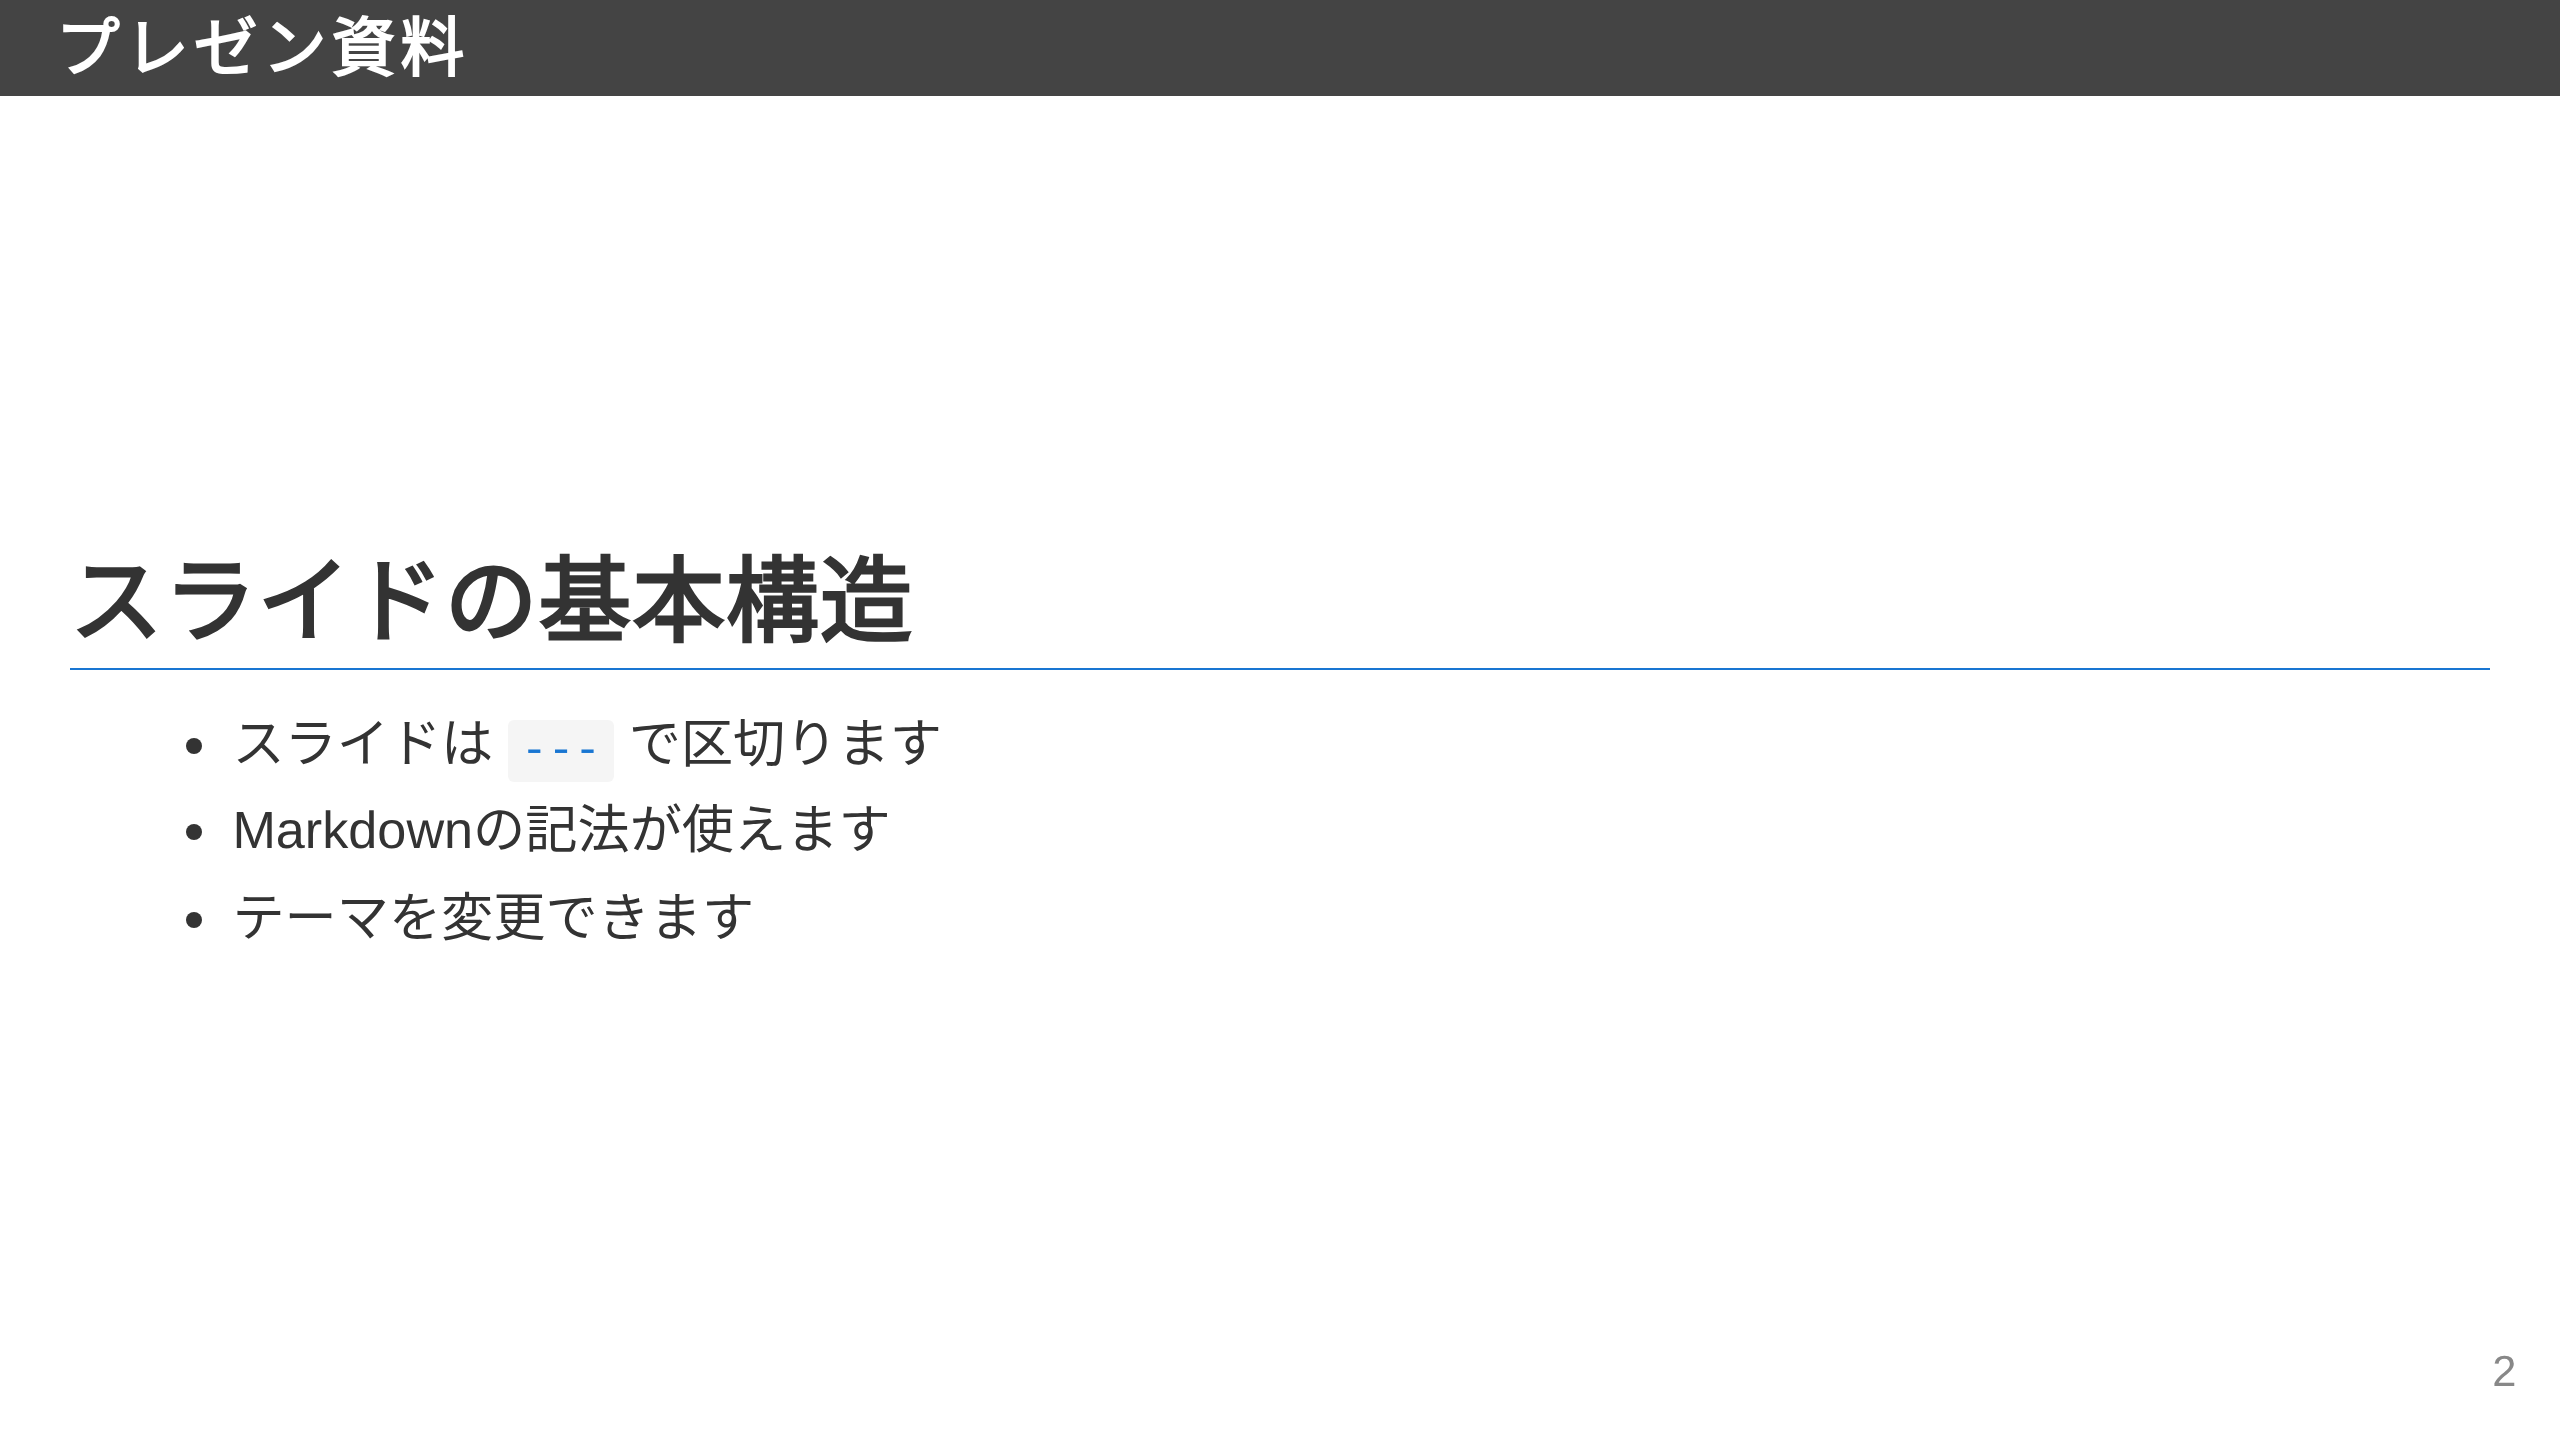 プレゼン資料
スライドの基本構造
• スライドは --- で区切ります
• Markdownの記法が使えます
• テーマを変更できます
2